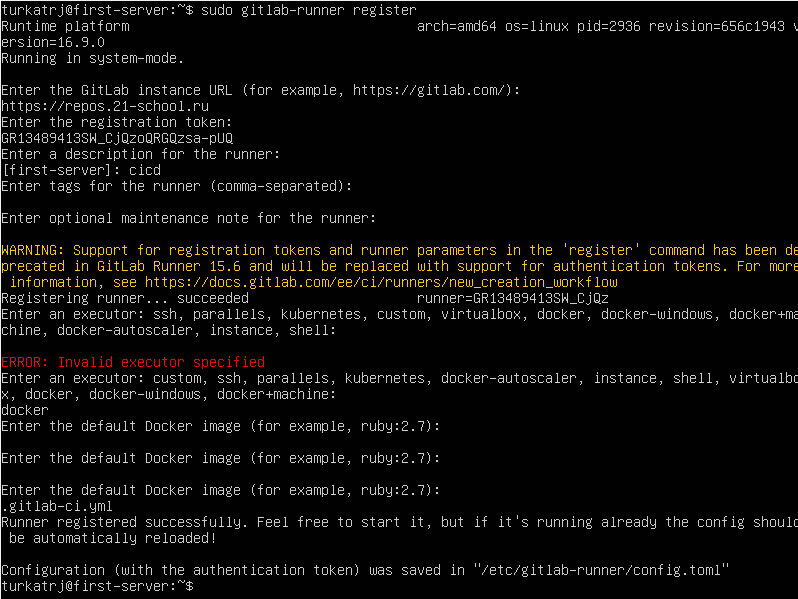 turkatrj@first-server:~$ sudo gitlab-runner register
Runtime platform                                    arch=amd64 os=linux pid=2936 revision=656c1943 v
ersion=16.9.0
Running in system-mode.
Enter the GitLab instance URL (for example, https://gitlab.com/):
https://repos.21-school.ru
Enter the registration token:
GR13489413SW_CjQzoQRGQzsa-pUQ
Enter a description for the runner:
[first-server]: cicd
Enter tags for the runner (comma-separated):
Enter optional maintenance note for the runner:
WARNING: Support for registration tokens and runner parameters in the 'register' command has been de
precated in GitLab Runner 15.6 and will be replaced with support for authentication tokens. For more
 information, see https://docs.gitlab.com/ee/ci/runners/new_creation_workflow
Registering runner... succeeded                     runner=GR13489413SW_CjQz
Enter an executor: ssh, parallels, kubernetes, custom, virtualbox, docker, docker-windows, docker+ma
chine, docker-autoscaler, instance, shell:
ERROR: Invalid executor specified
Enter an executor: custom, ssh, parallels, kubernetes, docker-autoscaler, instance, shell, virtualbo
x, docker, docker-windows, docker+machine:
docker
Enter the default Docker image (for example, ruby:2.7):
Enter the default Docker image (for example, ruby:2.7):
Enter the default Docker image (for example, ruby:2.7):
.gitlab-ci.yml
Runner registered successfully. Feel free to start it, but if it's running already the config should
 be automatically reloaded!
Configuration (with the authentication token) was saved in "/etc/gitlab-runner/config.toml"
turkatrj@first-server:~$